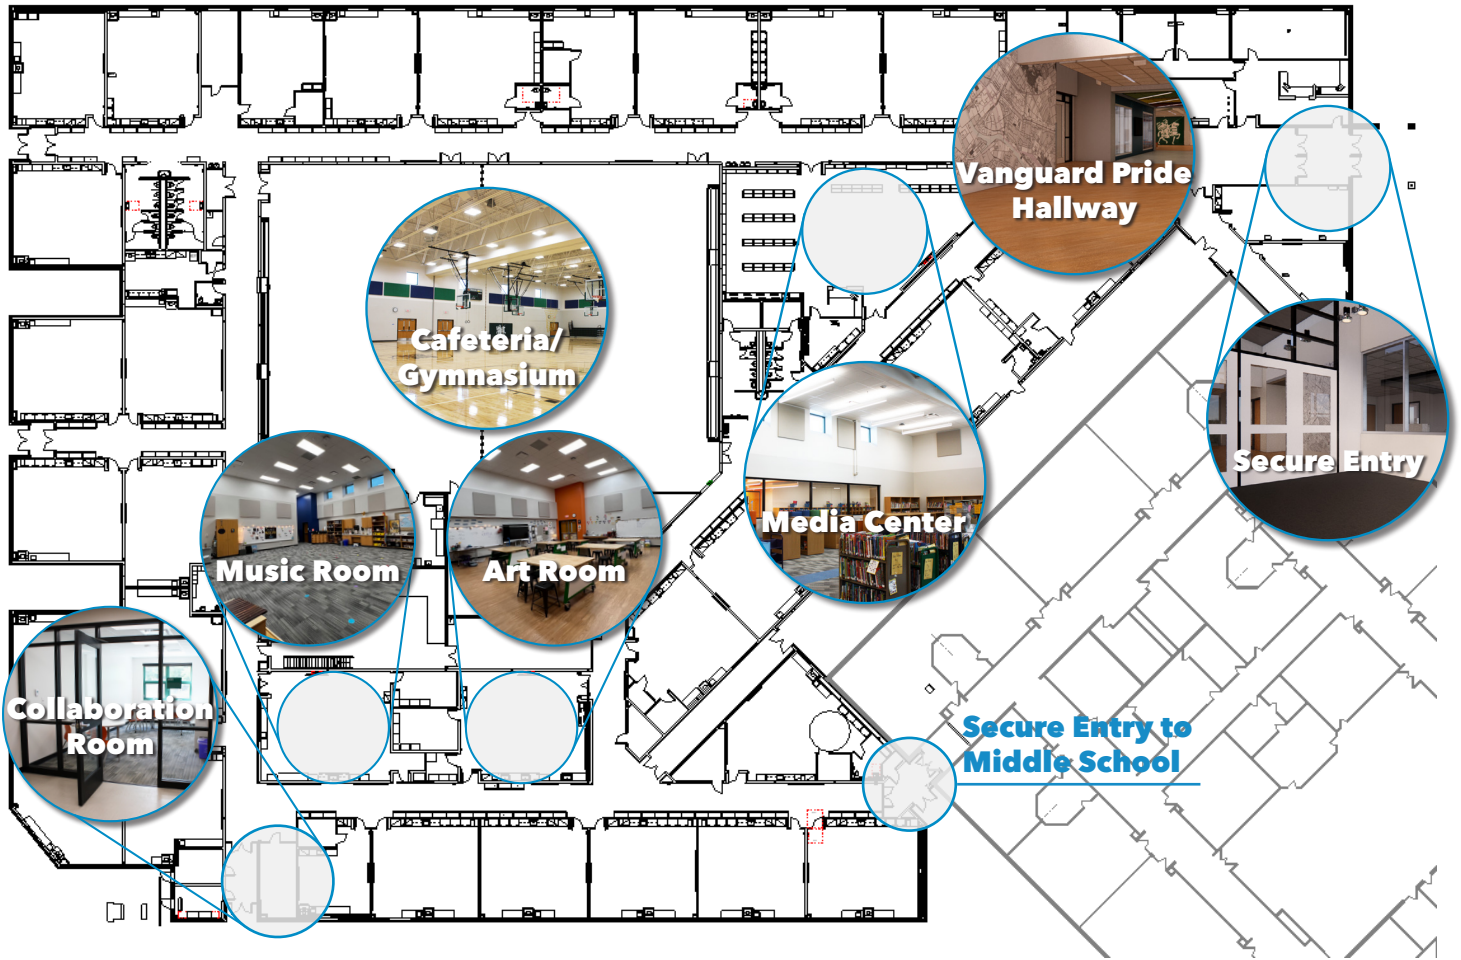 Vanguard Pride
Hallway
Cafeteria/
Gymnasium
Secure Entry
Media Center
Music Room
Art Room
Collaboration
Room
Secure Entry to
Middle School